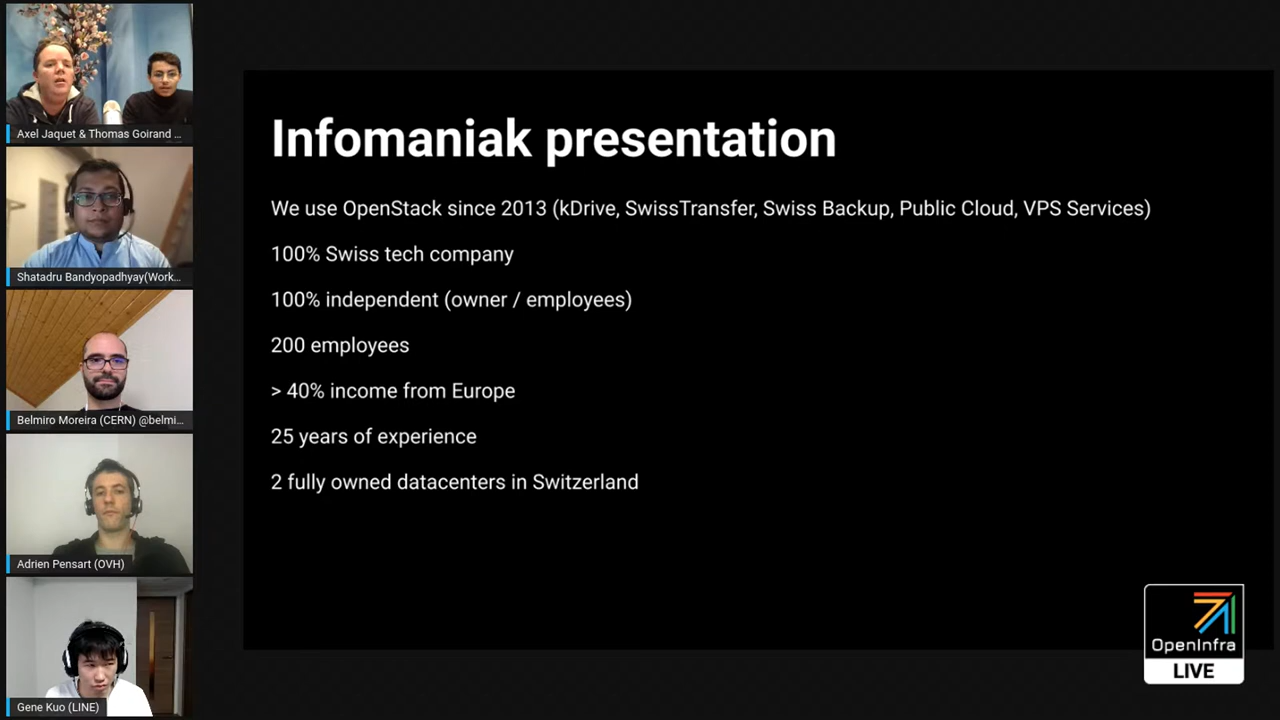 Axel Jaquet & Thomas Goirand ...
Shatadru Bandyopadhyay(Work...
Belmiro Moreira (CERN) @belmi...
Adrien Pensart (OVH)
Gene Kuo (LINE)
Infomaniak presentation
We use OpenStack since 2013 (kDrive, SwissTransfer, Swiss Backup, Public Cloud, VPS Services)
100% Swiss tech company
100% independent (owner / employees)
200 employees
> 40% income from Europe
25 years of experience
2 fully owned datacenters in Switzerland
OpenInfra
LIVE